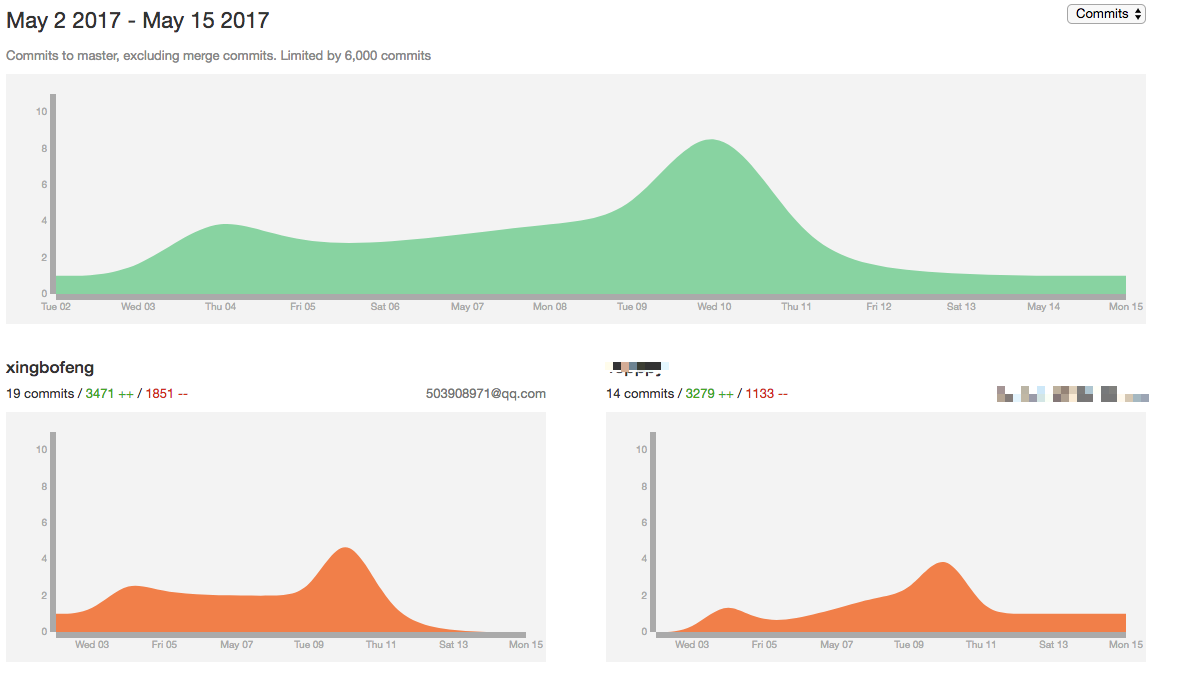 May 2 2017 - May 15 2017
Commits
Commits to master, excluding merge commits. Limited by 6,000 commits
10
8
6
4
2
0
Tue 02 Wed 03 Thu 04 Fri 05 Sat 06 May 07 Mon 08 Tue 09 Wed 10 Thu 11 Fri 12 Sat 13 May 14 Mon 15
xingbofeng
19 commits / 3471 ++ / 1851 --
503908971@qq.com
10
8
6
4
2
0
Wed 03 Fri 05 May 07 Tue 09 Thu 11 Sat 13 Mon 15
14 commits / 3279 ++ / 1133 --
10
8
6
4
2
0
Wed 03 Fri 05 May 07 Tue 09 Thu 11 Sat 13 Mon 15